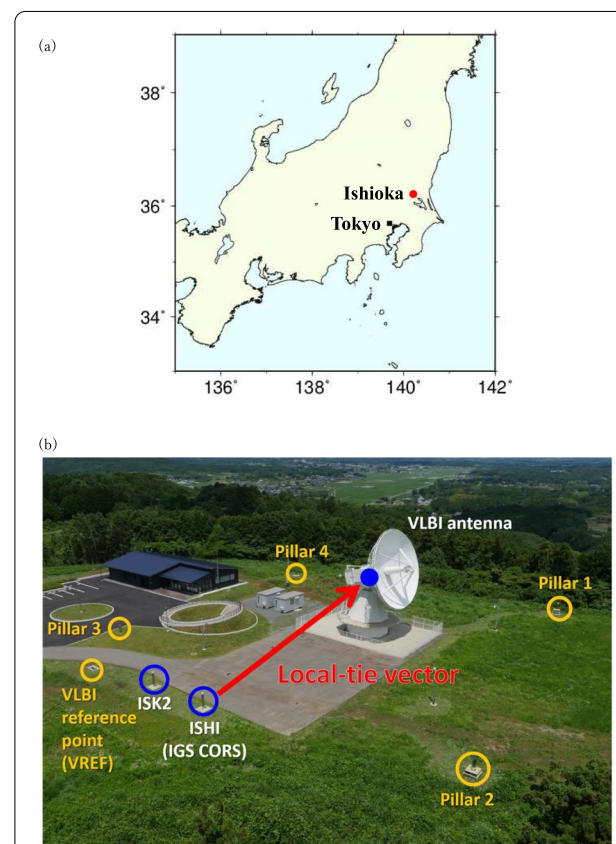 (a)
38°
36°
34°
Ishioka
Tokyo
136° 138° 140° 142°
(b)
VLBI antenna
Pillar 4
Pillar 1
Pillar 3
Local-tie vector
VLBI
reference
point
(VREF)
ISK2
ISHI
(IGS CORS)
Pillar 2